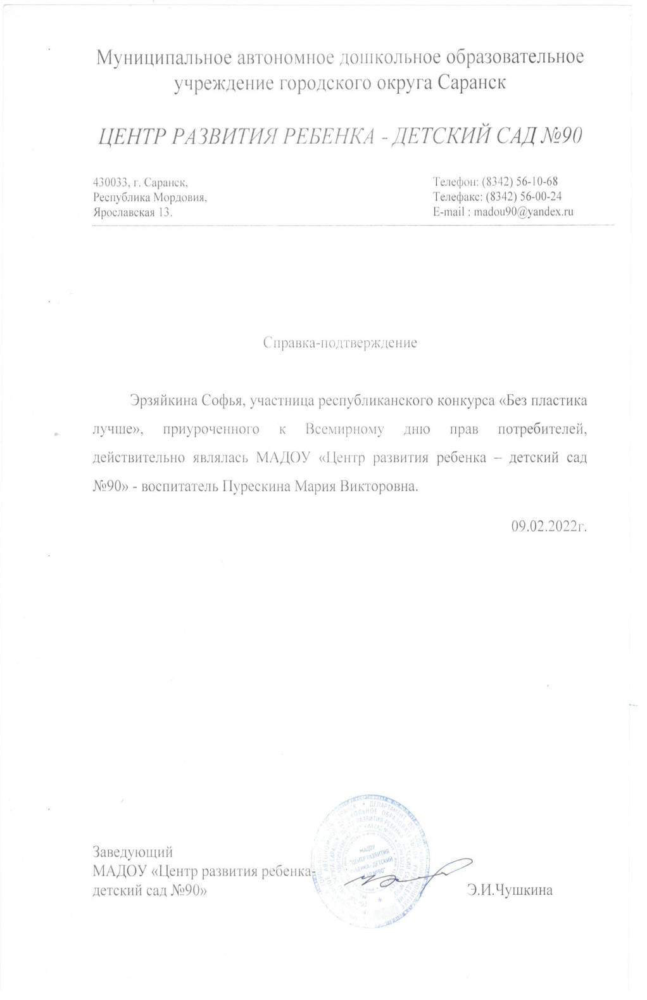 Муниципальное автономное дошкольное образовательное
учреждение городского округа Саранск
ЦЕНТР РАЗВИТИЯ РЕБЕНКА - ДЕТСКИЙ САД №90
430033, г. Саранск,
Республика Мордовия,
Ярославская 13.
Телефон: (8342) 56-10-68
Телефакс: (8342) 56-00-24
E-mail : madou90@yandex.ru
Справка-подтверждение
Эрзяйкина Софья, участница республиканского конкурса «Без пластика
лучше», приуроченного к Всемирному дню прав потребителей,
действительно являлась МАДОУ «Центр развития ребенка – детский сад
№90» - воспитатель Пурескина Мария Викторовна.
09.02.2022г.
Заведующий
МАДОУ «Центр развития ребенка-
детский сад №90»
МАДОУ
"ЦЕНТР РАЗВИТИЯ
РЕБЕНКА - ДЕТСКИЙ
САД №90"
Э.И.Чушкина